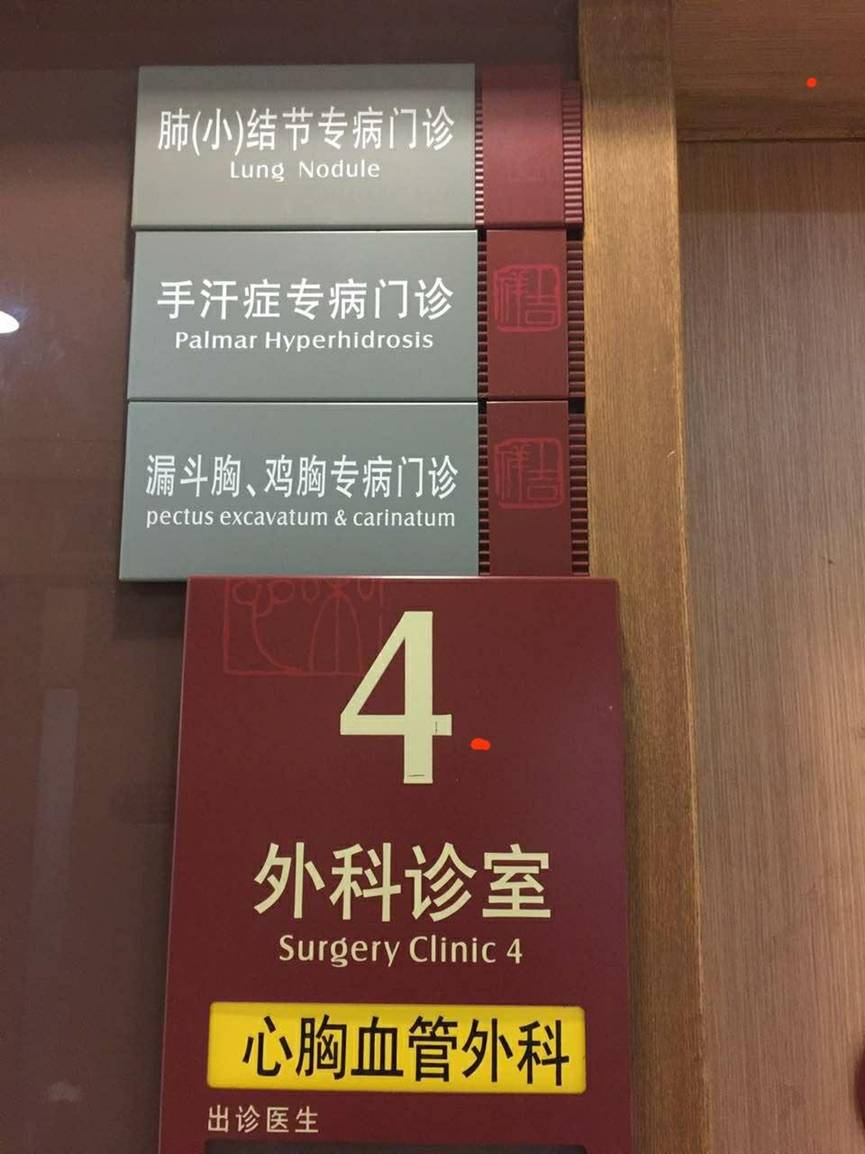 肺(小)结节专病门诊
Lung Nodule
手汗症专病门诊
Palmar Hyperhidrosis
漏斗胸、鸡胸专病门诊
pectus excavatum & carinatum
4
外科诊室
Surgery Clinic 4
心胸血管外科
出诊医生